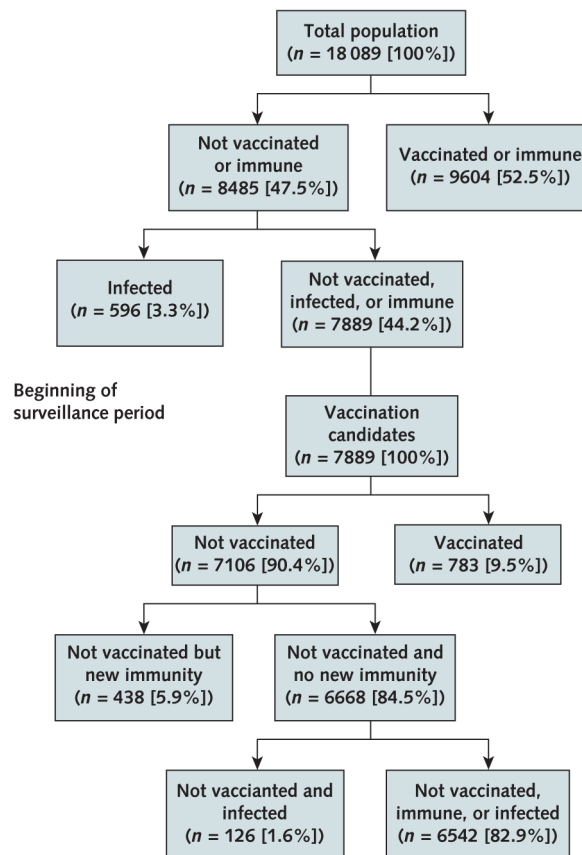 Total population
(n = 18 089 [100%])
Not vaccinated
or immune
(n = 8485 [47.5%])
Vaccinated or immune
(n = 9604 [52.5%])
Infected
(n = 596 [3.3%])
Not vaccinated,
infected, or immune
(n = 7889 [44.2%])
Beginning of
surveillance period
Vaccination
candidates
(n = 7889 [100%])
Not vaccinated
(n = 7106 [90.4%])
Vaccinated
(n = 783 [9.5%])
Not vaccinated but
new immunity
(n = 438 [5.9%])
Not vaccinated and
no new immunity
(n = 6668 [84.5%])
Not vaccianted and
infected
(n = 126 [1.6%])
Not vaccinated,
immune, or infected
(n = 6542 [82.9%])